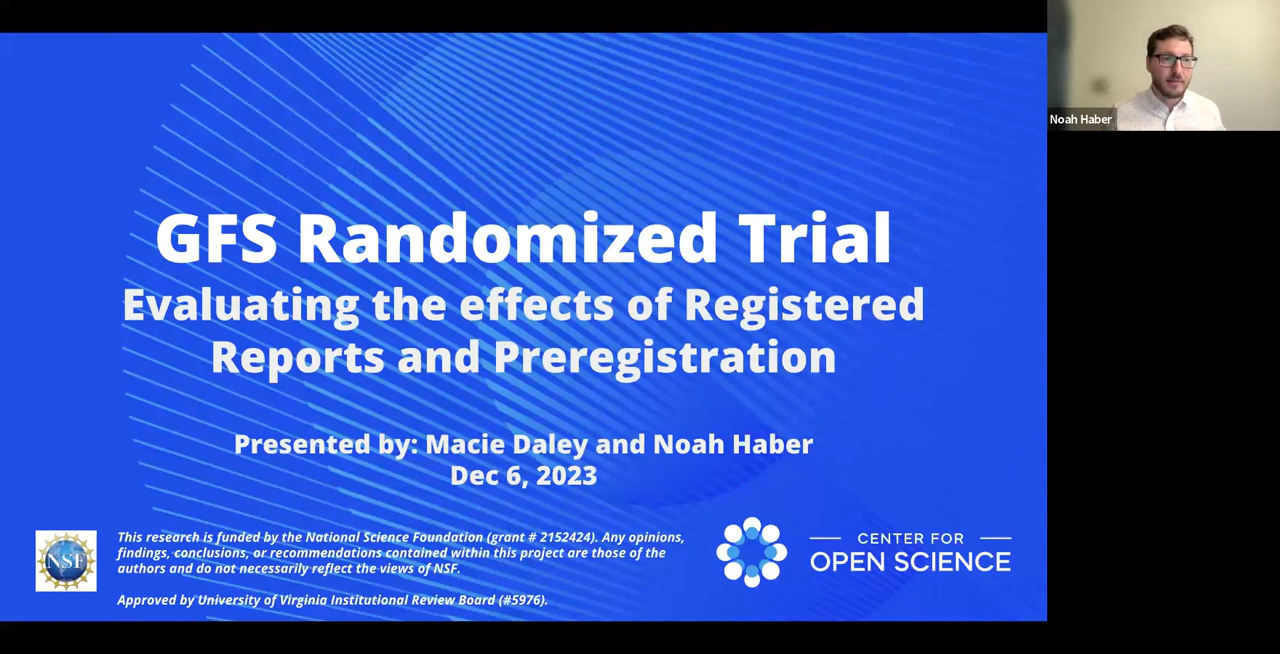 GFS Randomized Trial
Evaluating the effects of Registered
Reports and Preregistration
Presented by: Macie Daley and Noah Haber
Dec 6, 2023
NSF
This research is funded by the National Science Foundation (grant # 2152424). Any opinions,
findings, conclusions, or recommendations contained within this project are those of the
authors and do not necessarily reflect the views of NSF.
Approved by University of Virginia Institutional Review Board (#5976).
CENTER FOR
OPEN SCIENCE
Noah Haber